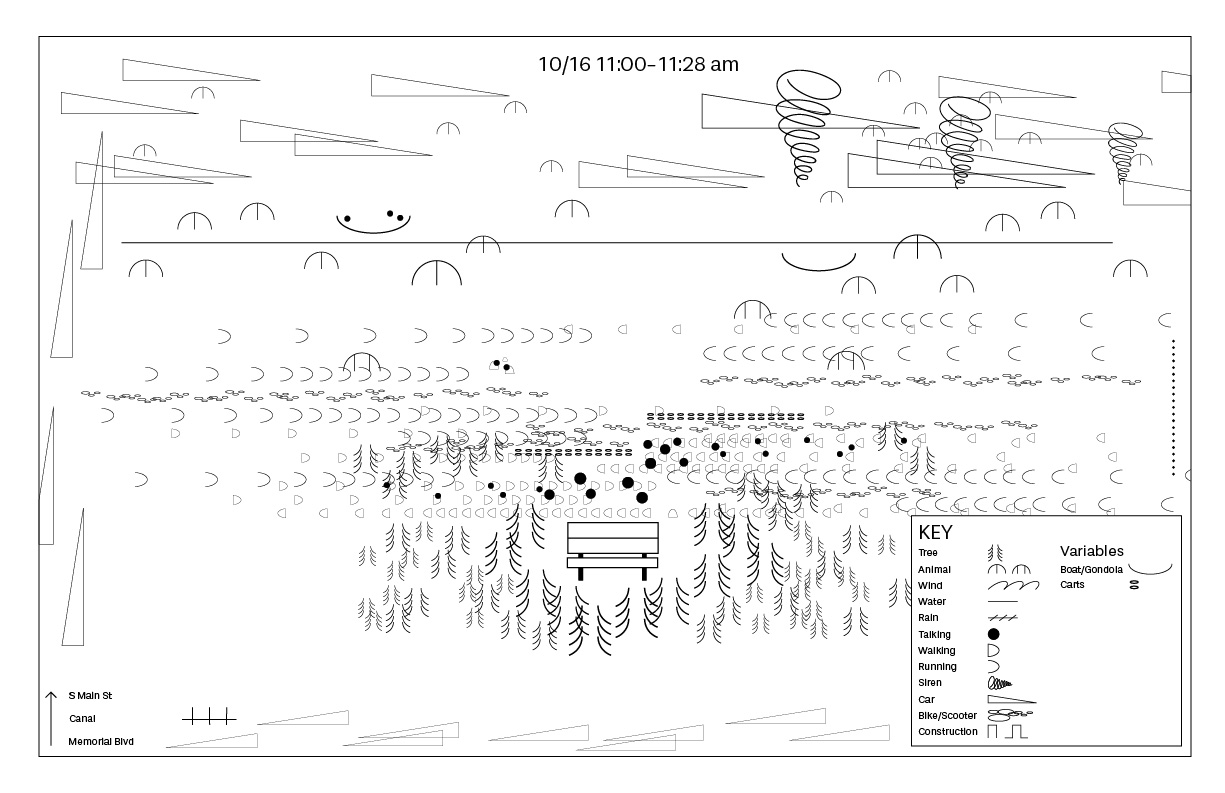 10/16 11:00-11:28 am
KEY
Tree
Animal
Wind
Water
Rain
Talking
Walking
Running
Siren
Car
Bike/Scooter
Construction
Variables
Boat/Gondola
Carts
S Main St
Canal
Memorial Blvd